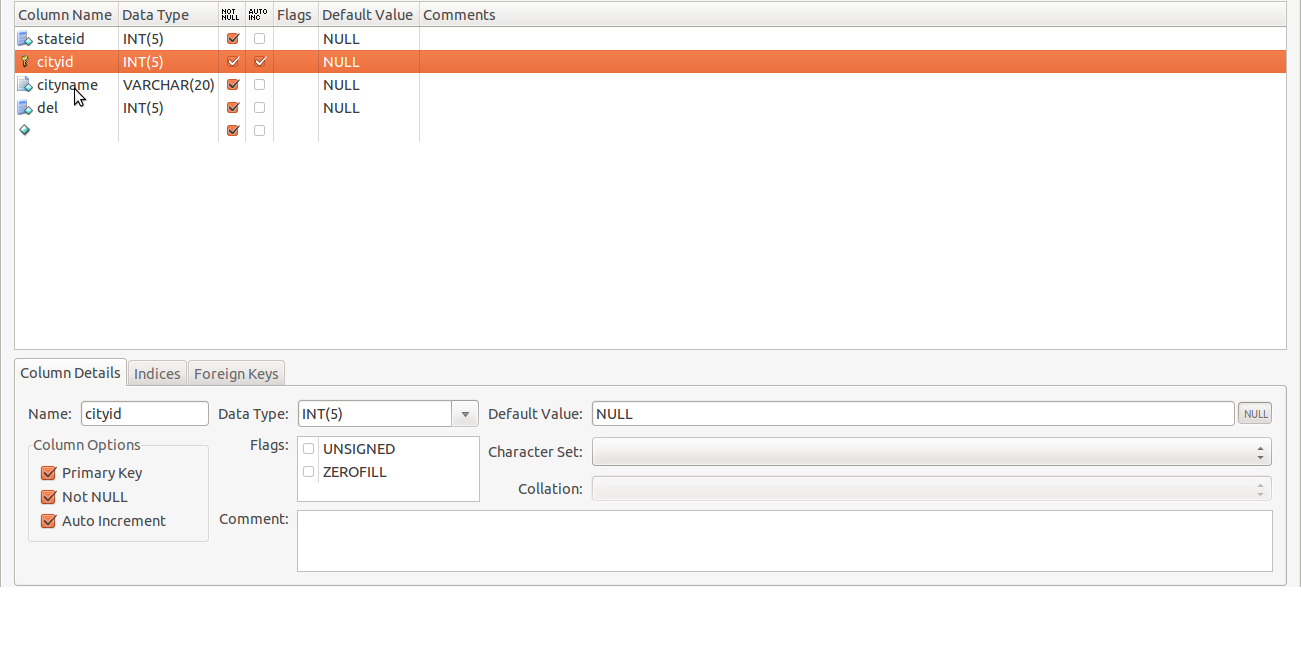 Column Name Data Type NOT NULL AUTO INC Flags Default Value Comments
stateid INT(5) NULL
cityid INT(5) NULL
cityname VARCHAR(20) NULL
del INT(5) NULL
Column Details Indices Foreign Keys
Name: cityid Data Type: INT(5) Default Value: NULL NULL
Column Options Flags: UNSIGNED Character Set:
Primary Key ZEROFILL
Not NULL Collation:
Auto Increment Comment: